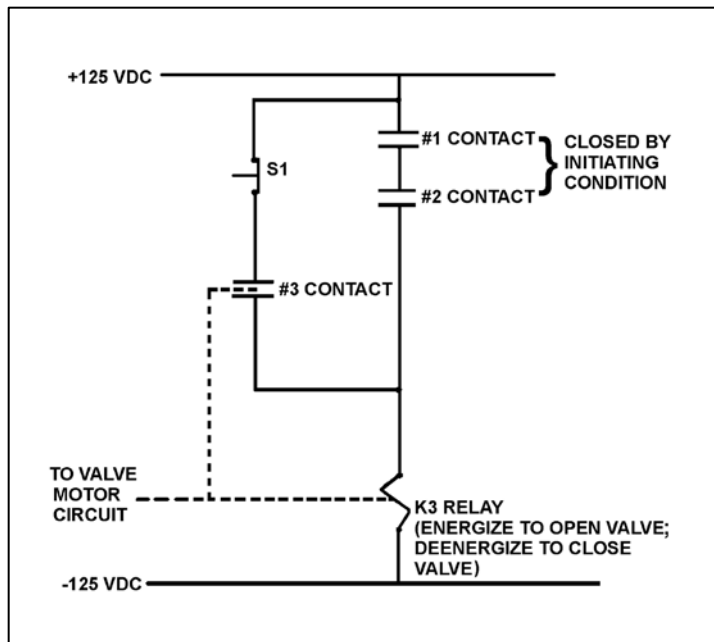 +125 VDC
#1 CONTACT
CLOSED BY
INITIATING
CONDITION
S1
#2 CONTACT
#3 CONTACT
TO VALVE
MOTOR
CIRCUIT
K3 RELAY
(ENERGIZE TO OPEN VALVE;
DEENERGIZE TO CLOSE
VALVE)
-125 VDC